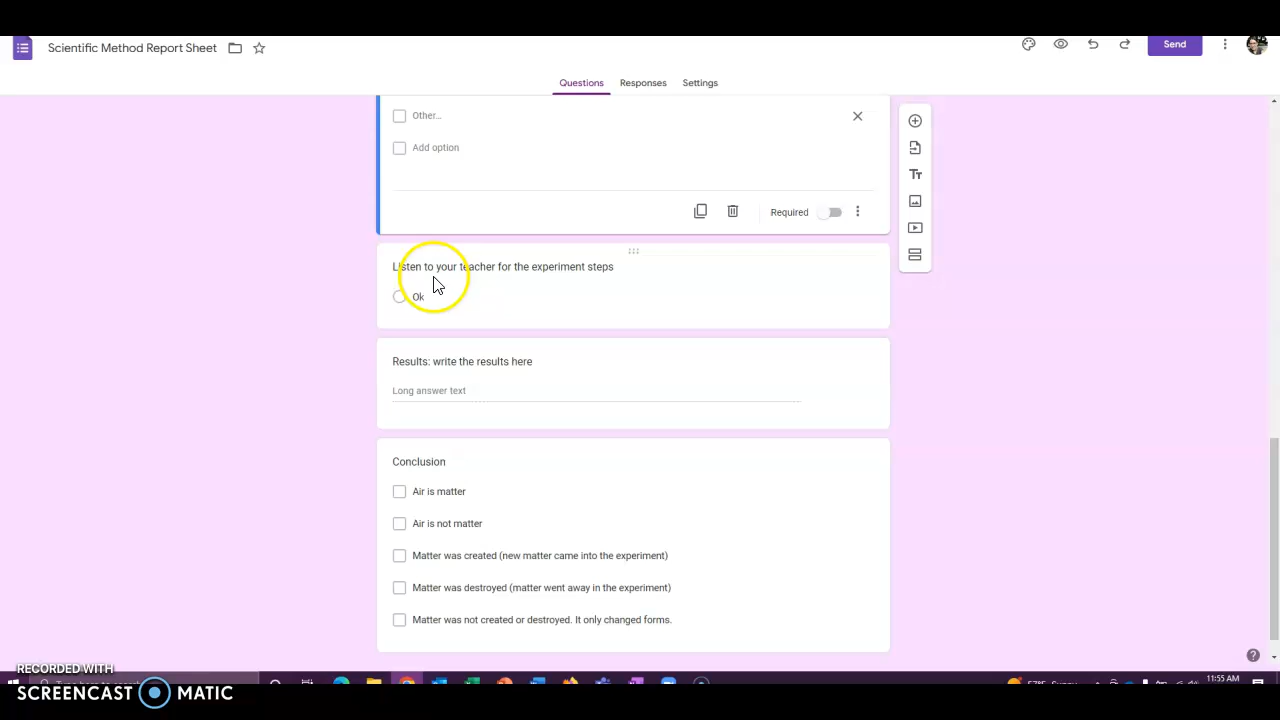 Scientific Method Report Sheet
Send
Questions
Responses
Settings
Other...
Add option
Required
Listen to your teacher for the experiment steps
Ok
Results: write the results here
Long answer text
Conclusion
Air is matter
Air is not matter
Matter was created (new matter came into the experiment)
Matter was destroyed (matter went away in the experiment)
Matter was not created or destroyed. It only changed forms.
RECORDED WITH
SCREENCAST MATIC
11:55 AM